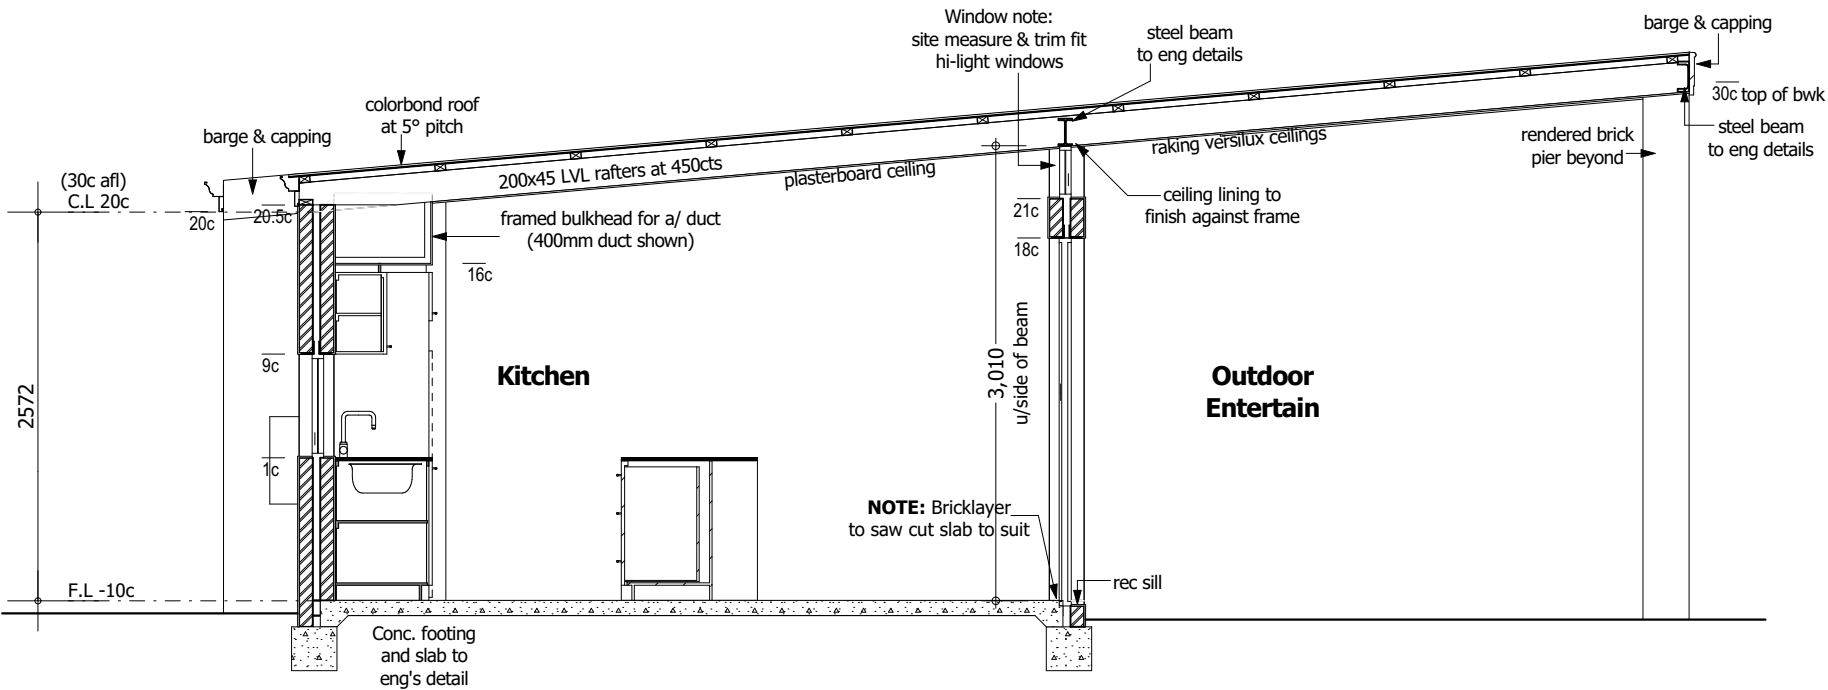 Window note:
site measure & trim fit
hi-light windows
steel beam
to eng details
barge & capping
colorbond roof
at 5° pitch
barge & capping
30c top of bwk
steel beam
to eng details
rendered brick
pier beyond
raking versilux ceilings
200x45 LVL rafters at 450cts
plasterboard ceiling
(30c afl)
C.L 20c
20c
20.5c
framed bulkhead for a/ duct
(400mm duct shown)
ceiling lining to
finish against frame
21c
18c
16c
9c
1c
2572
3,010
u/side of beam
Kitchen
Outdoor
Entertain
NOTE: Bricklayer
to saw cut slab to suit
rec sill
F.L -10c
Conc. footing
and slab to
eng's detail